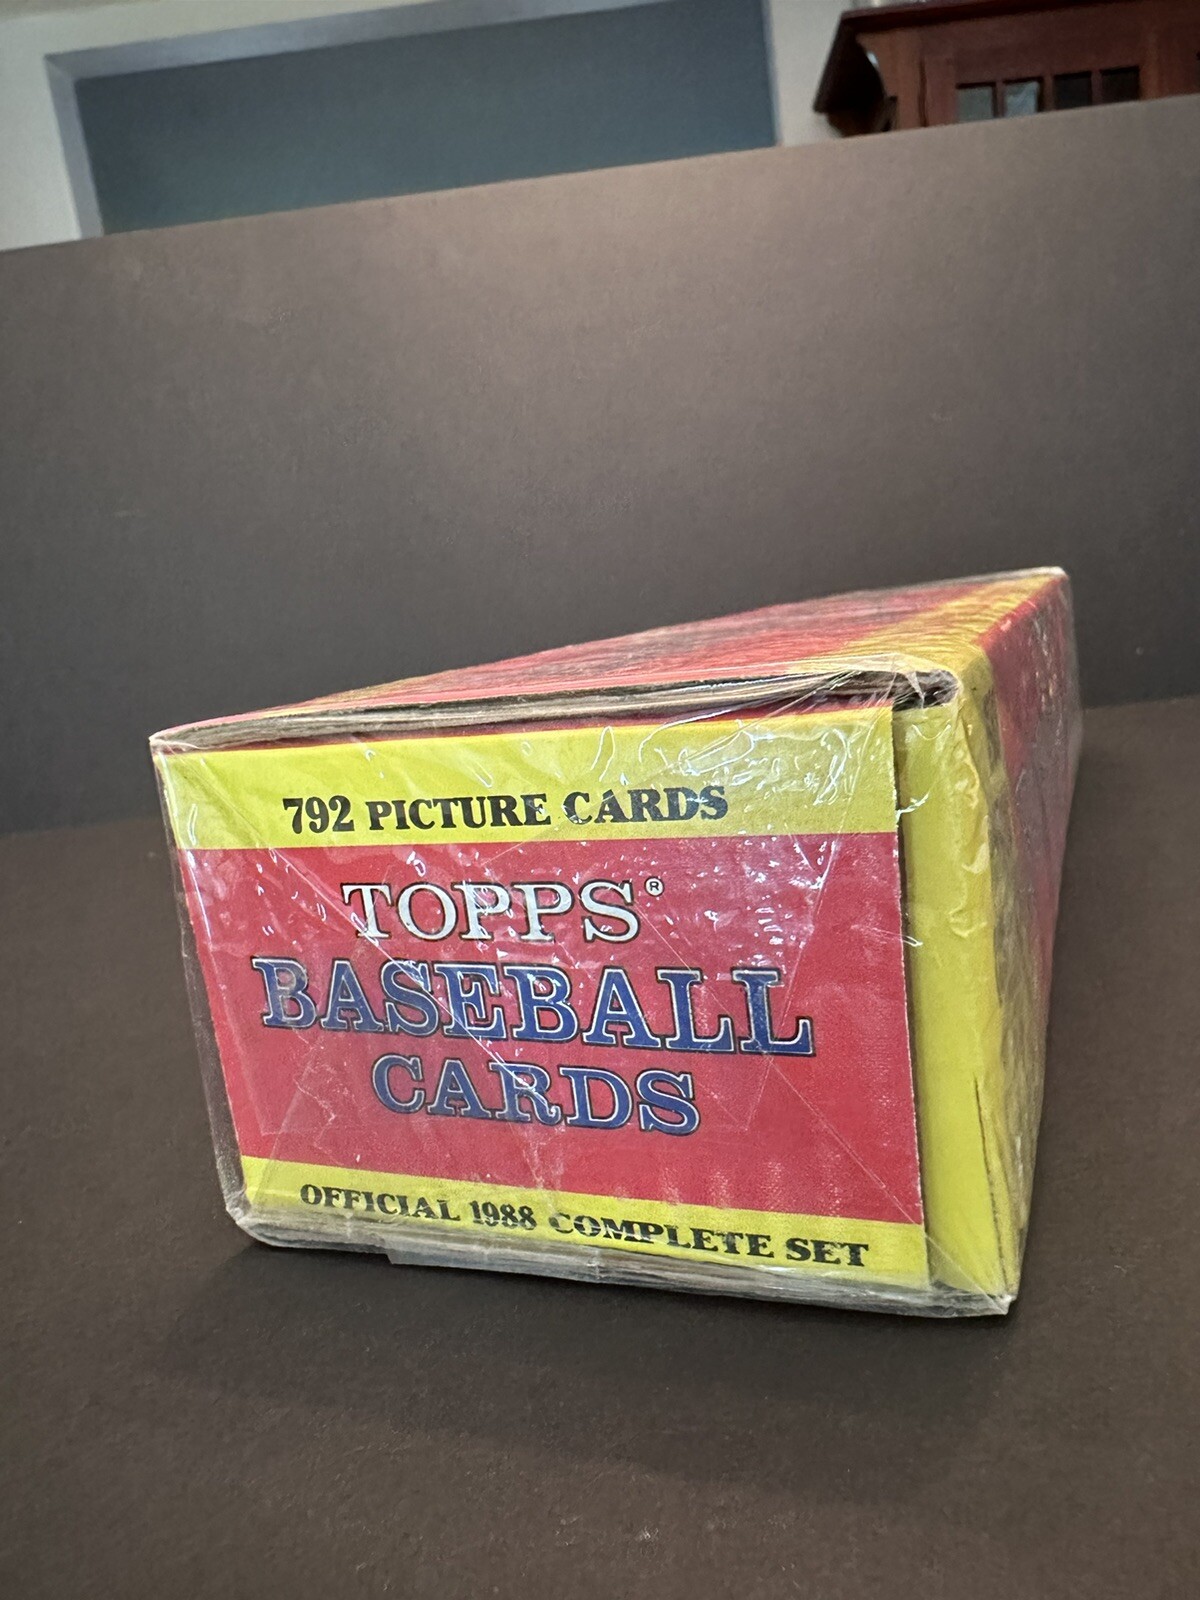 792 PICTURE CARDS
TOPPS®
BASEBALL
CARDS
OFFICIAL 1988 COMPLETE SET